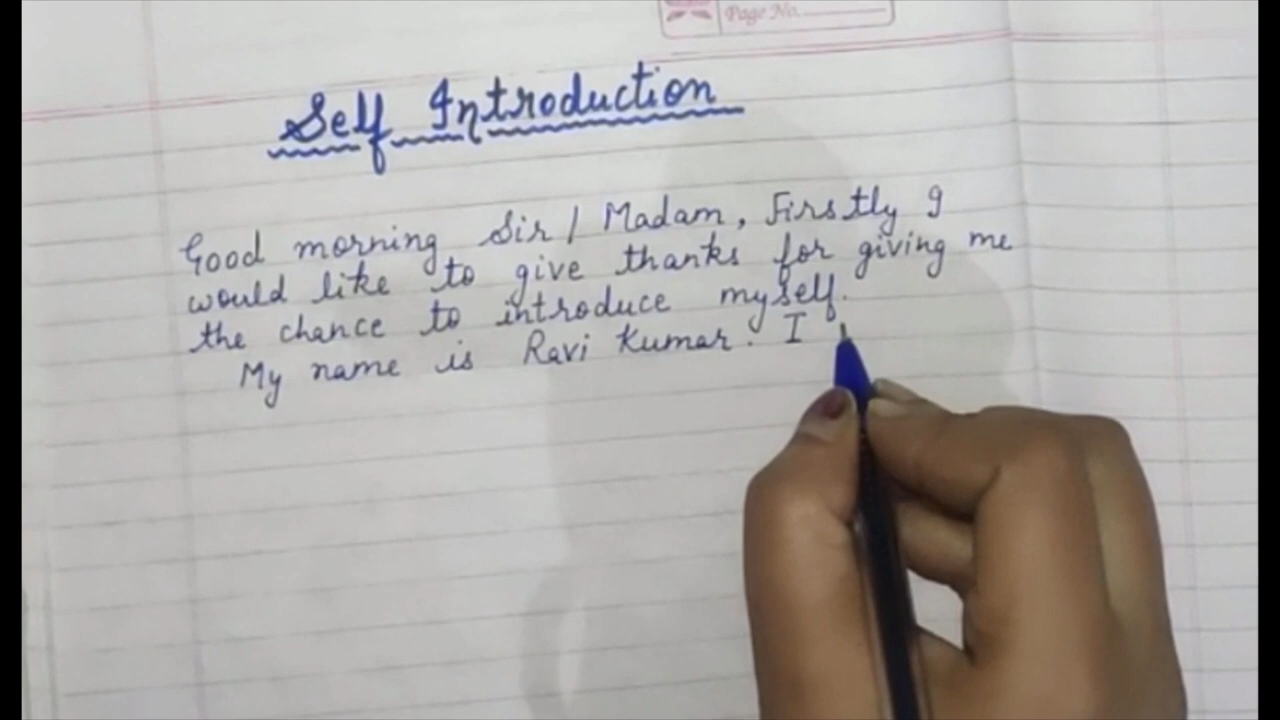 Page No.
Self Introduction
Good morning Sir / Madam, Firstly I
would like to give thanks for giving me
the chance to introduce myself.
My name is Ravi Kumar. I